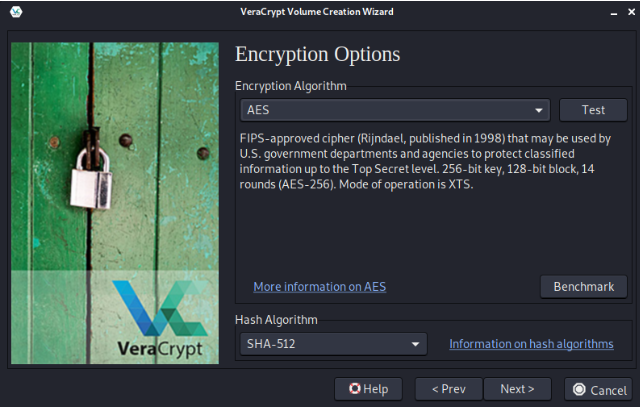 VeraCrypt Volume Creation Wizard
Encryption Options
Encryption Algorithm
AES
Test
FIPS-approved cipher (Rijndael, published in 1998) that may be used by
U.S. government departments and agencies to protect classified
information up to the Top Secret level. 256-bit key, 128-bit block, 14
rounds (AES-256). Mode of operation is XTS.
More information on AES
Benchmark
VeraCrypt
Hash Algorithm
SHA-512
Information on hash algorithms
Help
< Prev
Next >
Cancel